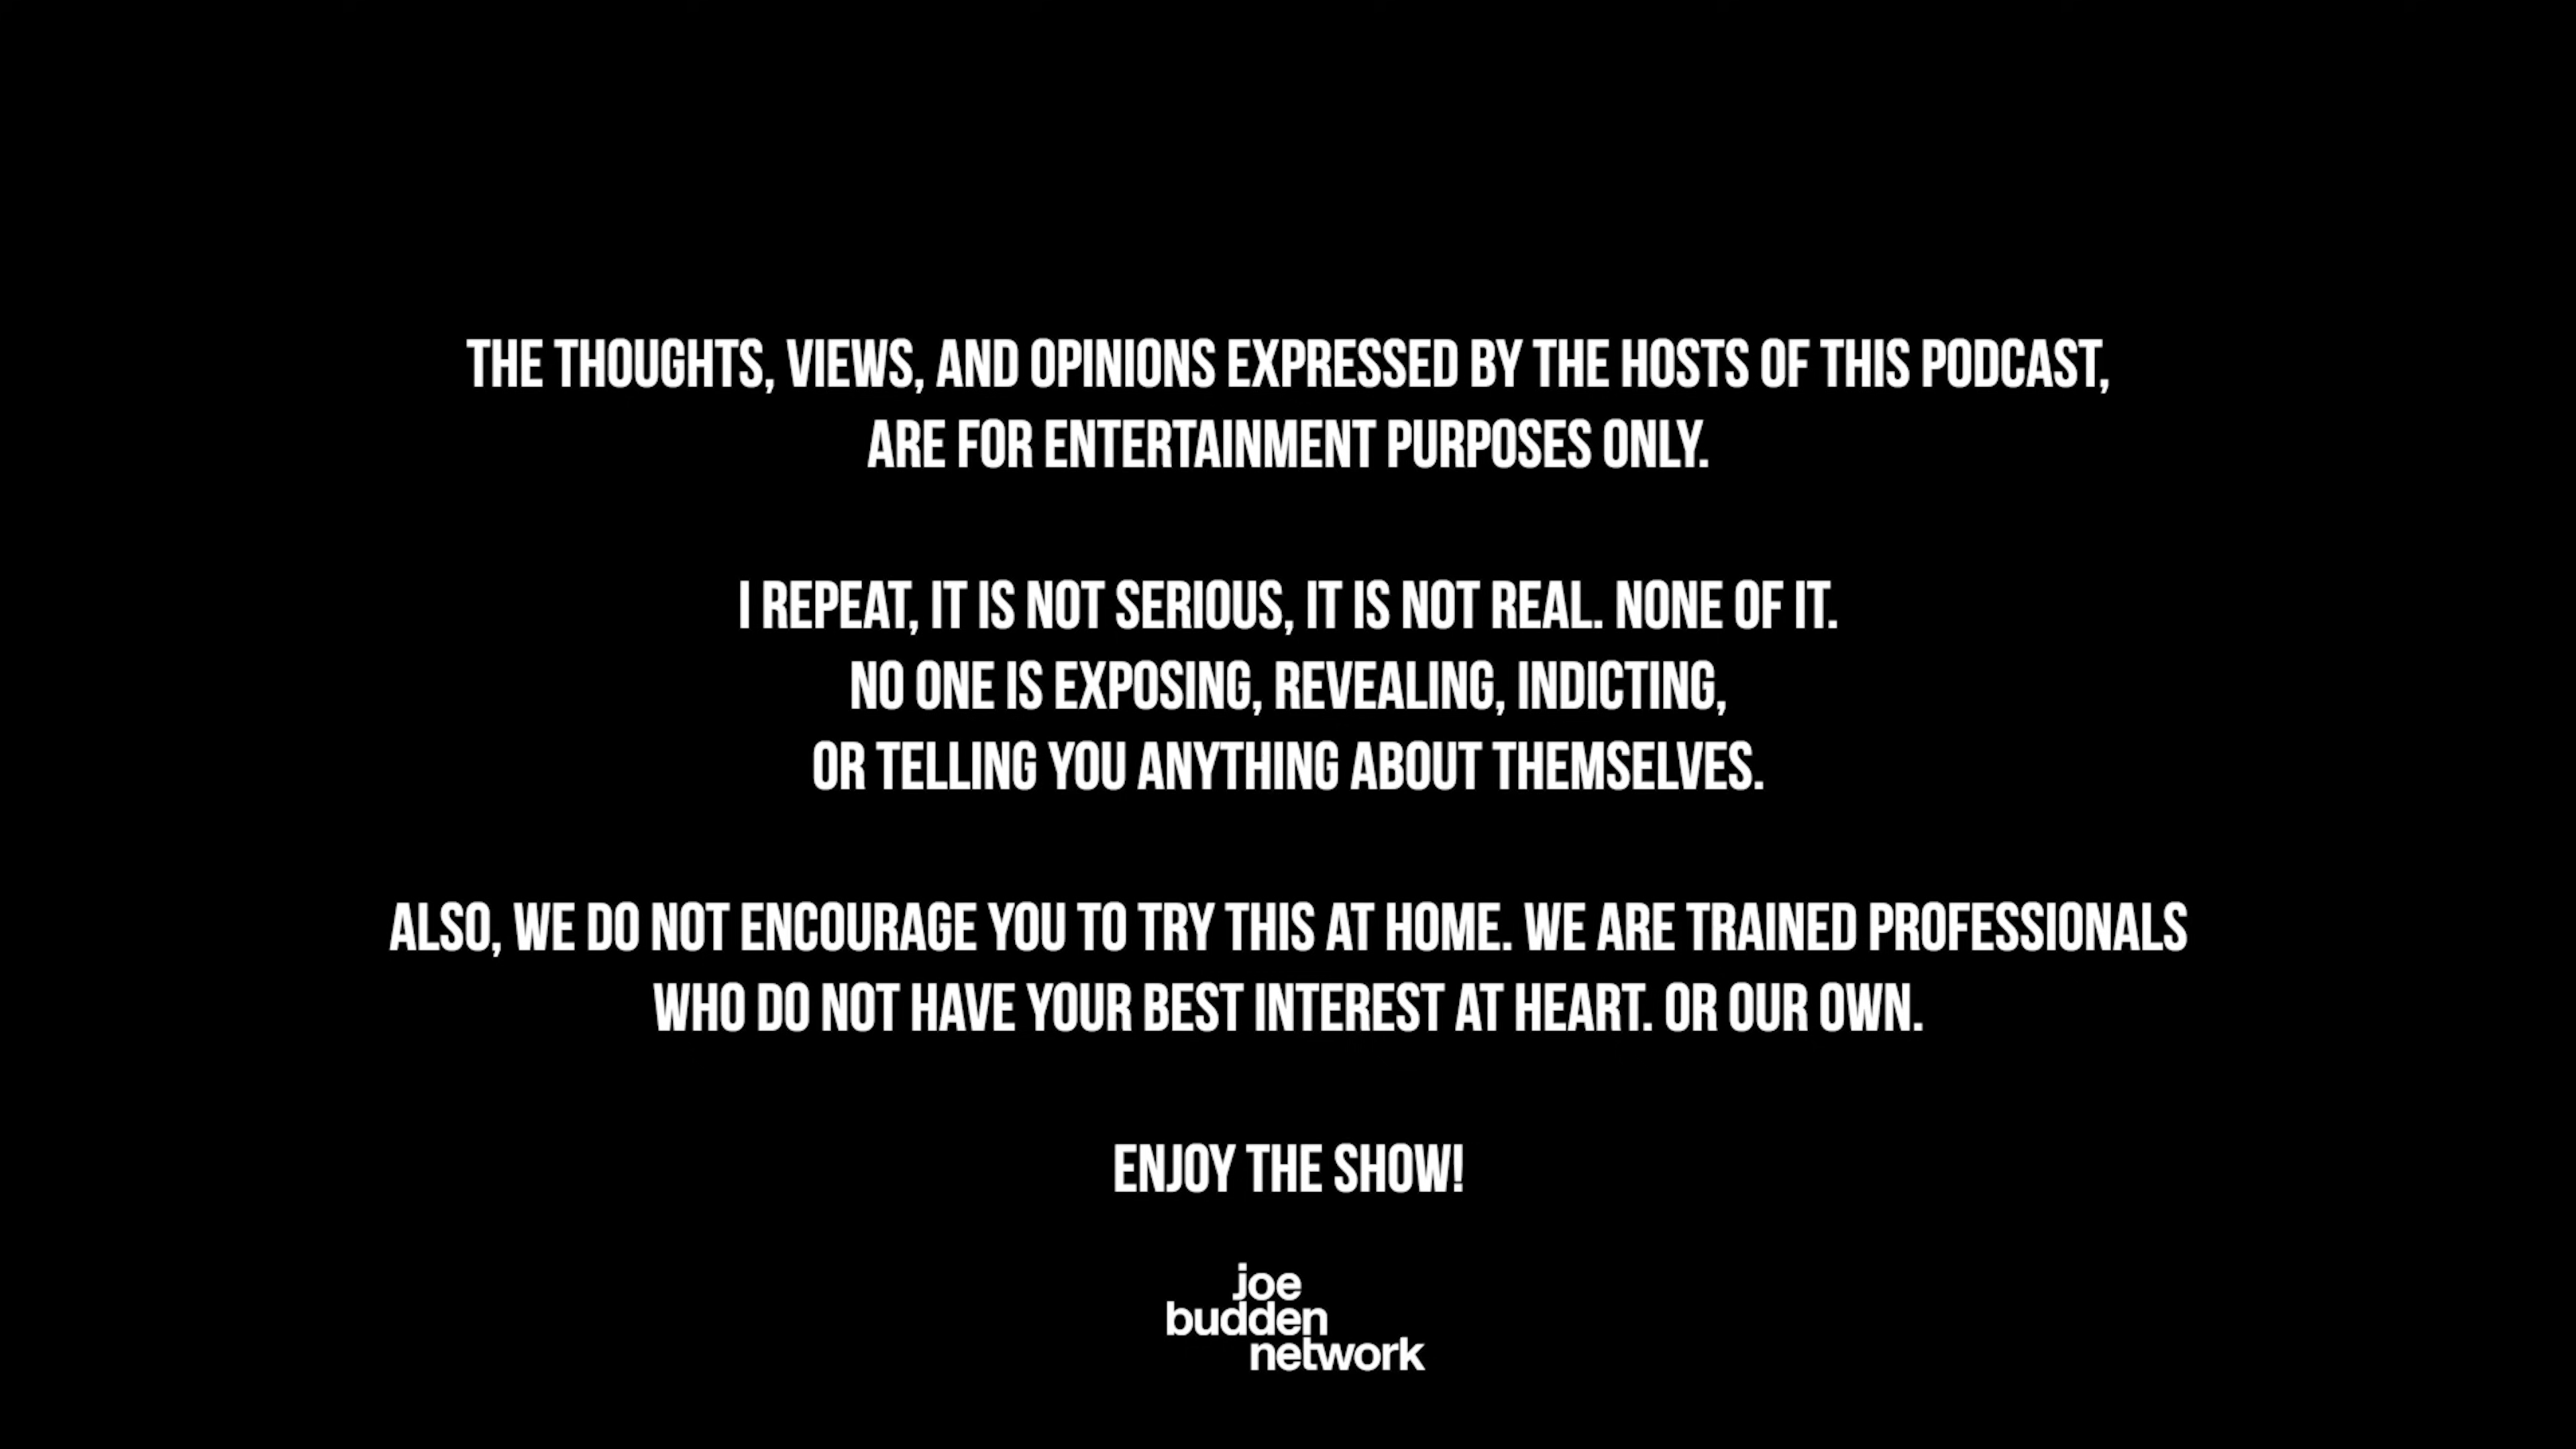 THE THOUGHTS, VIEWS, AND OPINIONS EXPRESSED BY THE HOSTS OF THIS PODCAST,
ARE FOR ENTERTAINMENT PURPOSES ONLY.
I REPEAT, IT IS NOT SERIOUS, IT IS NOT REAL. NONE OF IT.
NO ONE IS EXPOSING, REVEALING, INDICTING,
OR TELLING YOU ANYTHING ABOUT THEMSELVES.
ALSO, WE DO NOT ENCOURAGE YOU TO TRY THIS AT HOME. WE ARE TRAINED PROFESSIONALS
WHO DO NOT HAVE YOUR BEST INTEREST AT HEART. OR OUR OWN.
ENJOY THE SHOW!
joe
budden
network